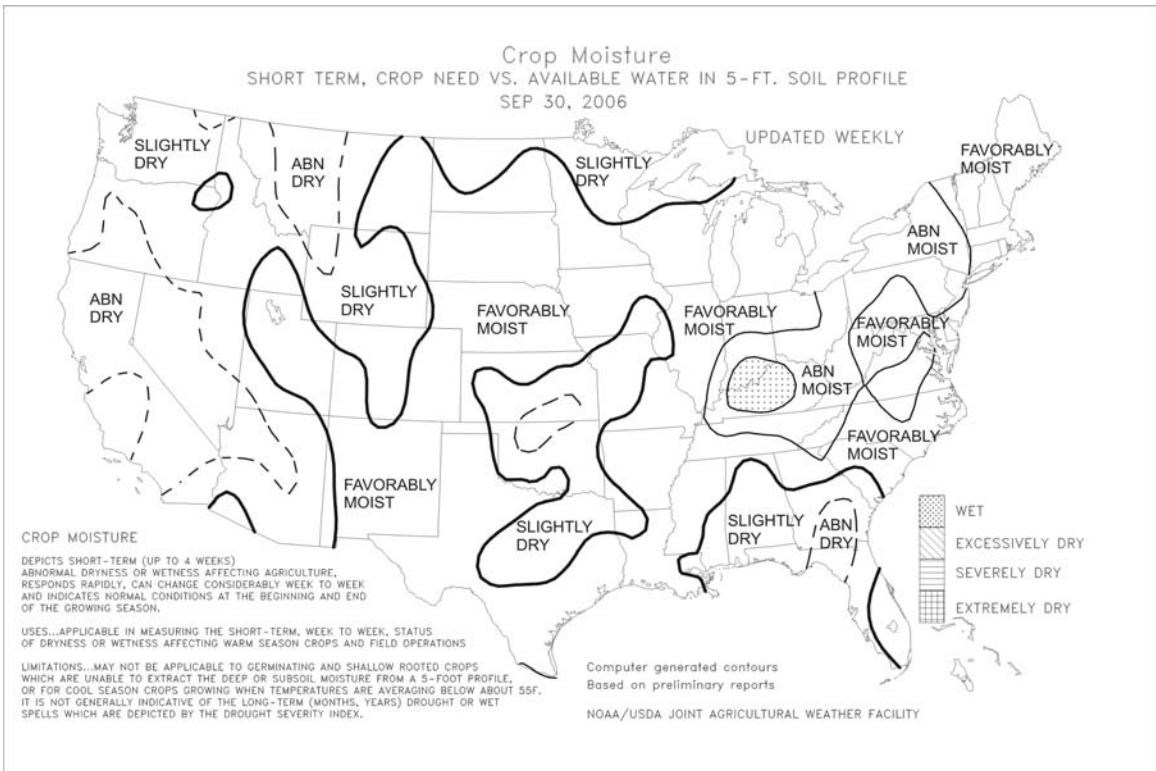 Crop Moisture
SHORT TERM, CROP NEED VS. AVAILABLE WATER IN 5-FT. SOIL PROFILE
SEP 30, 2006
UPDATED WEEKLY
SLIGHTLY
DRY
ABN
DRY
SLIGHTLY
DRY
FAVORABLY
MOIST
ABN
MOIST
ABN
DRY
SLIGHTLY
DRY
FAVORABLY
MOIST
FAVORABLY
MOIST
FAVORABLY
MOIST
ABN
MOIST
FAVORABLY
MOIST
FAVORABLY
MOIST
SLIGHTLY
DRY
SLIGHTLY
DRY
ABN
DRY
WET
EXCESSIVELY DRY
SEVERELY DRY
EXTREMELY DRY
CROP MOISTURE
DEPICTS SHORT-TERM (UP TO 4 WEEKS)
ABNORMAL DRYNESS OR WETNESS AFFECTING AGRICULTURE,
RESPONDS RAPIDLY, CAN CHANGE CONSIDERABLY WEEK TO WEEK
AND INDICATES NORMAL CONDITIONS AT THE BEGINNING AND END
OF THE GROWING SEASON.
USES...APPLICABLE IN MEASURING THE SHORT-TERM, WEEK TO WEEK, STATUS
OF DRYNESS OR WETNESS AFFECTING WARM SEASON CROPS AND FIELD OPERATIONS
LIMITATIONS...MAY NOT BE APPLICABLE TO GERMINATING AND SHALLOW ROOTED CROPS
WHICH ARE UNABLE TO EXTRACT THE DEEP OR SUBSOIL MOISTURE FROM A 5-FOOT PROFILE,
OR FOR COOL SEASON CROPS GROWING WHEN TEMPERATURES ARE AVERAGING BELOW ABOUT 55F.
IT IS NOT GENERALLY INDICATIVE OF THE LONG-TERM (MONTHS, YEARS) DROUGHT OR WET
SPELLS WHICH ARE DEPICTED BY THE DROUGHT SEVERITY INDEX.
Computer generated contours
Based on preliminary reports
NOAA/USDA JOINT AGRICULTURAL WEATHER FACILITY